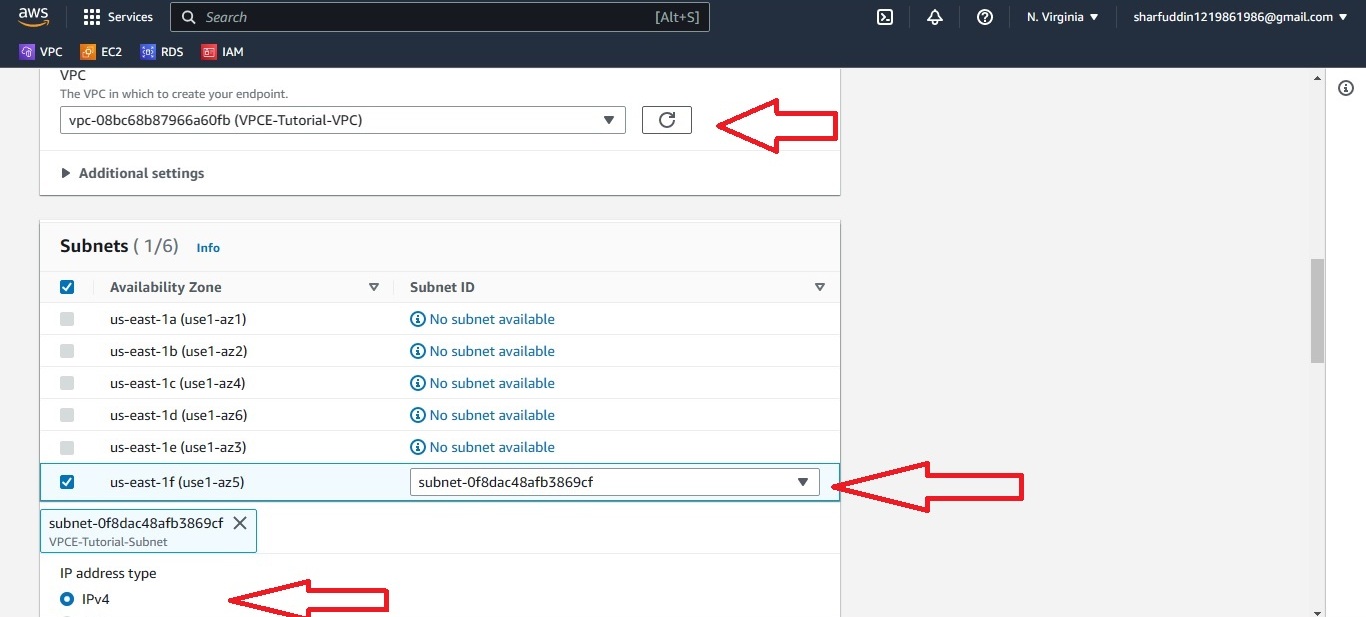 aws Services Search [Alt+S] N. Virginia sharfuddin1219861986@gmail.com
VPC EC2 RDS IAM
VPC
The VPC in which to create your endpoint.
vpc-08bc68b87966a60fb (VPCE-Tutorial-VPC)
Additional settings
Subnets ( 1/6) Info
Availability Zone Subnet ID
us-east-1a (use1-az1) No subnet available
us-east-1b (use1-az2) No subnet available
us-east-1c (use1-az4) No subnet available
us-east-1d (use1-az6) No subnet available
us-east-1e (use1-az3) No subnet available
us-east-1f (use1-az5) subnet-0f8dac48afb3869cf
subnet-0f8dac48afb3869cf
VPCE-Tutorial-Subnet
IP address type
IPv4